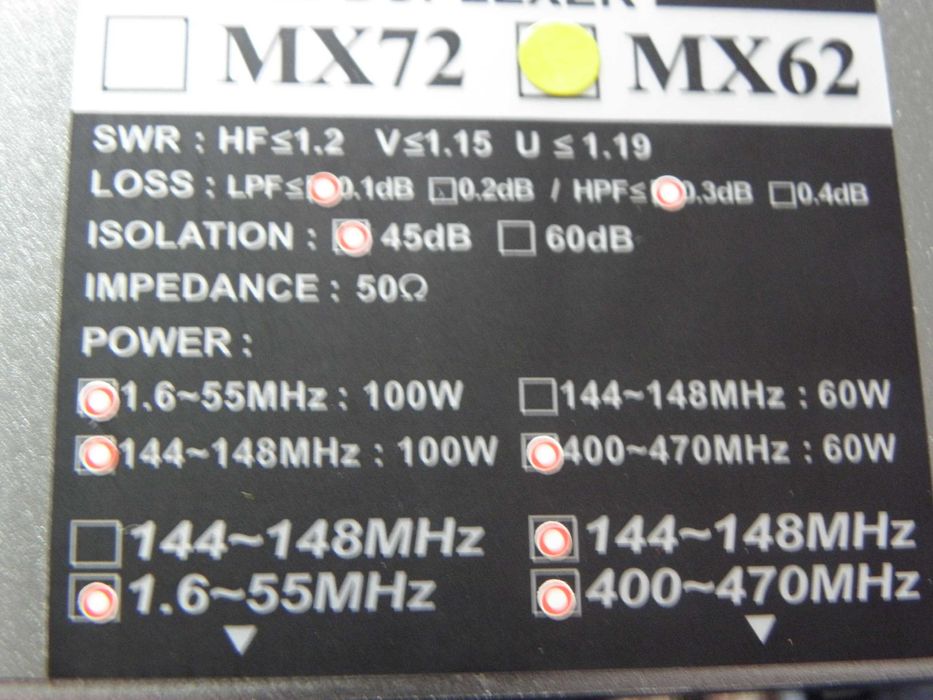 DUPLEXER
MX72 MX62
SWR : HF≤1.2 V≤1.15 U ≤ 1.19
LOSS : LPF≤ 0.1dB 0.2dB / HPF≤ 0.3dB 0.4dB
ISOLATION : 45dB 60dB
IMPEDANCE : 50Ω
POWER :
1.6~55MHz : 100W 144~148MHz : 60W
144~148MHz : 100W 400~470MHz : 60W
144~148MHz 144~148MHz
1.6~55MHz 400~470MHz